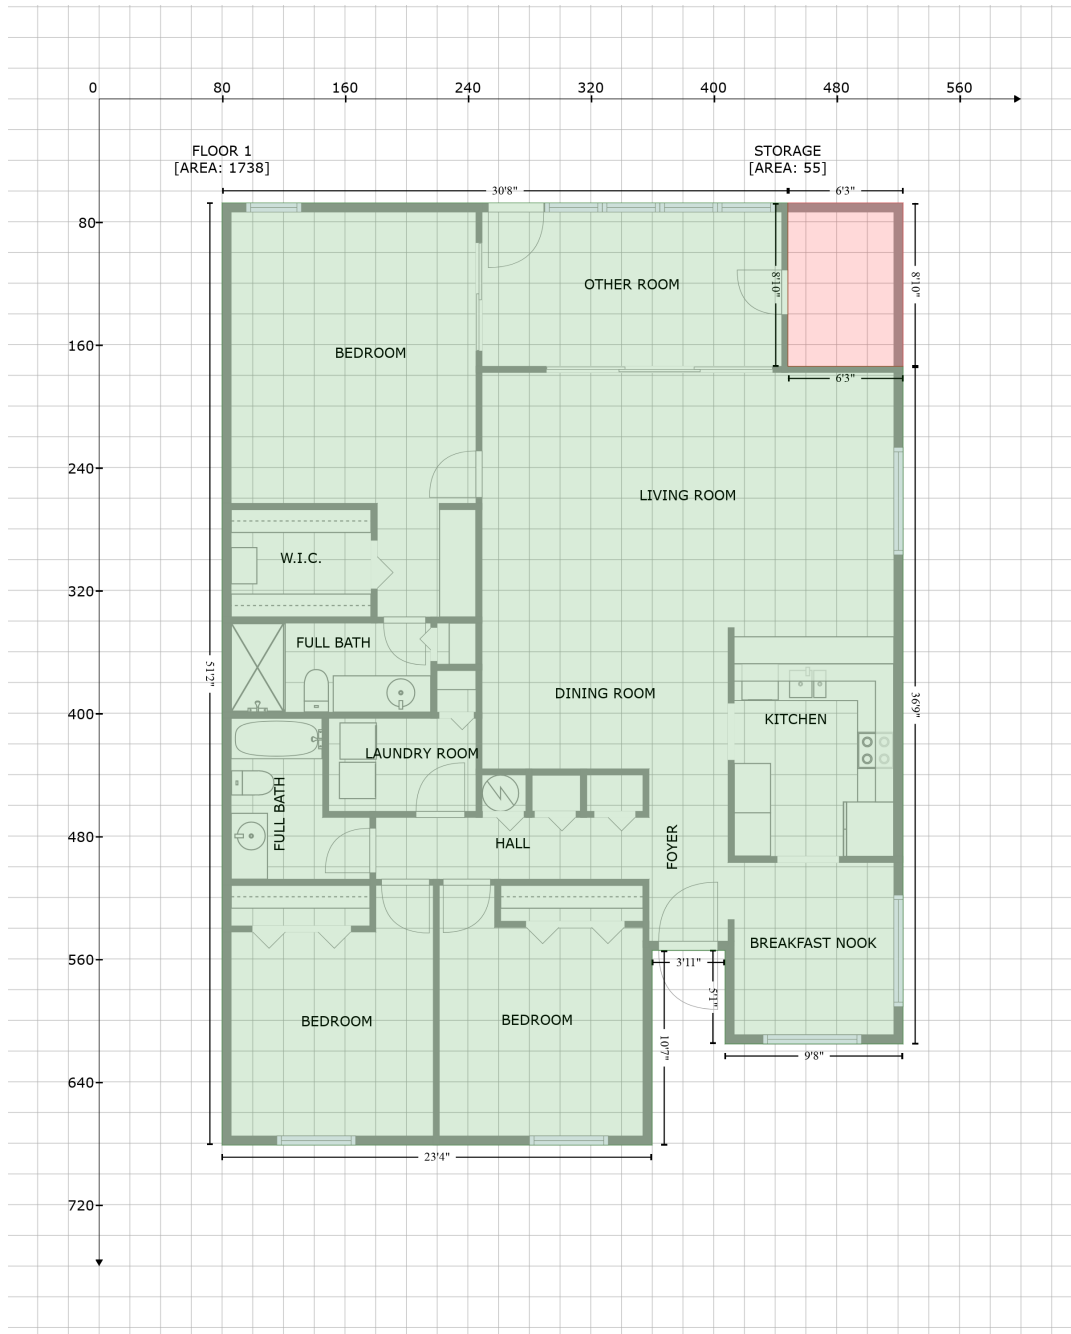 0 80 160 240 320 400 480 560
FLOOR 1
[AREA: 1738]
STORAGE
[AREA: 55]
30'8"
6'3"
80
OTHER ROOM
8'10"
8'10"
160
BEDROOM
6'3"
240
LIVING ROOM
W.I.C.
320
FULL BATH
51'2"
DINING ROOM
36'9"
400
KITCHEN
LAUNDRY ROOM
FULL BATH
480
HALL
FOYER
BREAKFAST NOOK
560
3'11"
5'1"
BEDROOM
BEDROOM
10'7"
9'8"
640
23'4"
720